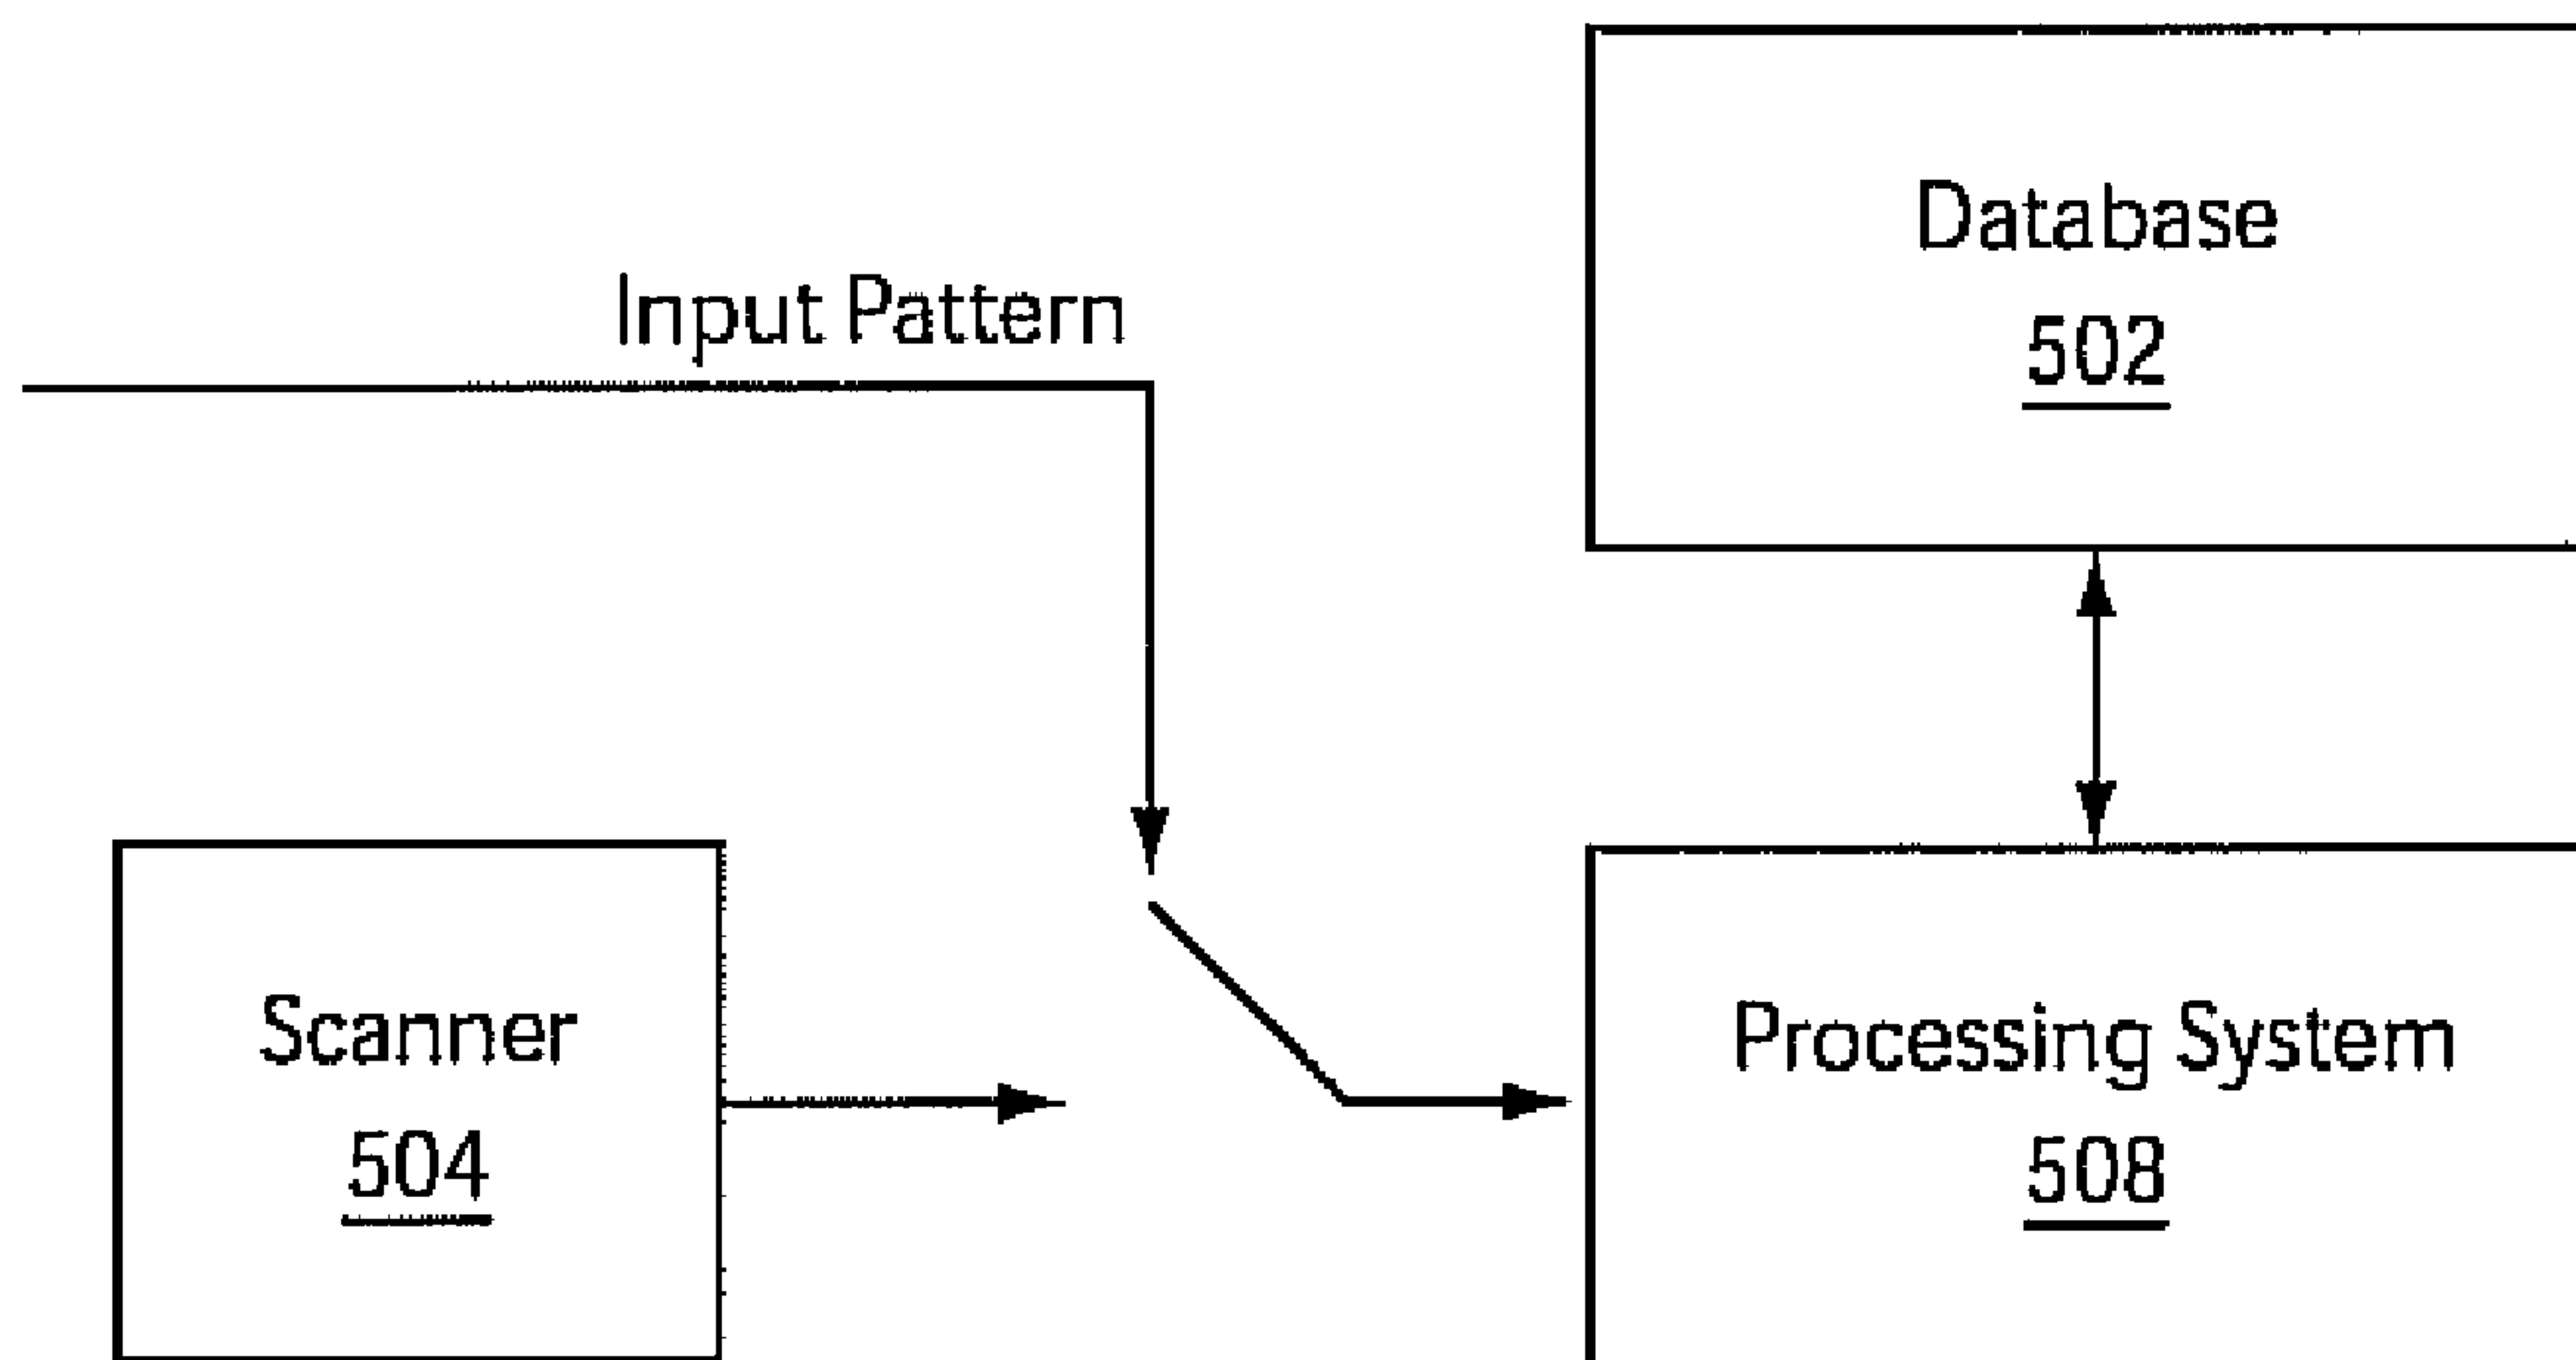 Database
502
Input Pattern
Scanner
504
Processing System
508